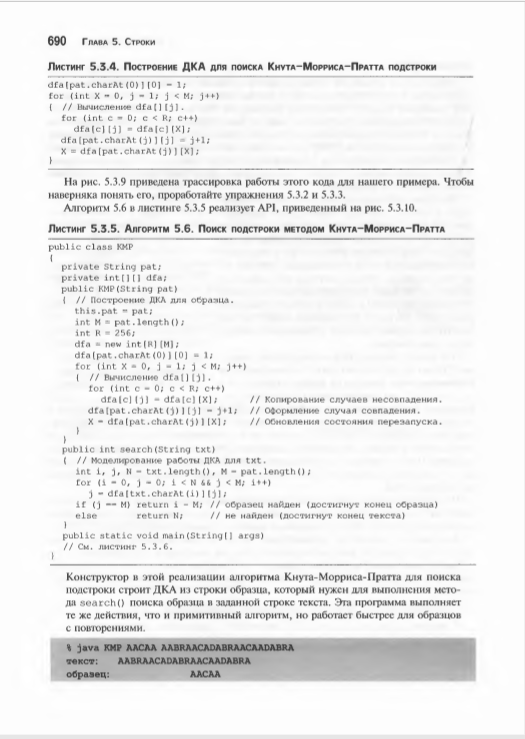 690 Глава 5. Строки
Листинг 5.3.4. Построение ДКА для поиска Кнута–Морриса–Пратта подстроки
dfa[pat.charAt(0)][0] = 1;
for (int X = 0, j = 1; j < M; j++)
{ // Вычисление dfa[][j].
for (int c = 0; c < R; c++)
dfa[c][j] = dfa[c][X];
dfa[pat.charAt(j)][j] = j+1;
X = dfa[pat.charAt(j)][X];
}
На рис. 5.3.9 приведена трассировка работы этого кода для нашего примера. Чтобы
наверняка понять его, проработайте упражнения 5.3.2 и 5.3.3.
Алгоритм 5.6 в листинге 5.3.5 реализует API, приведенный на рис. 5.3.10.
Листинг 5.3.5. Алгоритм 5.6. Поиск подстроки методом Кнута–Морриса–Пратта
public class KMP
{
private String pat;
private int[][] dfa;
public KMP(String pat)
{ // Построение ДКА для образца.
this.pat = pat;
int M = pat.length();
int R = 256;
dfa = new int[R][M];
dfa[pat.charAt(0)][0] = 1;
for (int X = 0, j = 1; j < M; j++)
{ // Вычисление dfa[][j].
for (int c = 0; c < R; c++)
dfa[c][j] = dfa[c][X]; // Копирование случаев несовпадения.
dfa[pat.charAt(j)][j] = j+1; // Оформление случая совпадения.
X = dfa[pat.charAt(j)][X]; // Обновления состояния перезапуска.
}
}
public int search(String txt)
{ // Моделирование работы ДКА для txt.
int i, j, N = txt.length(), M = pat.length();
for (i = 0, j = 0; i < N && j < M; i++)
j = dfa[txt.charAt(i)][j];
if (j == M) return i - M; // образец найден (достигнут конец образца)
else return N; // не найден (достигнут конец текста)
}
public static void main(String[] args)
// См. листинг 5.3.6.
}
Конструктор в этой реализации алгоритма Кнута-Морриса-Пратта для поиска
подстроки строит ДКА из строки образца, который нужен для выполнения мето-
да search() поиска образца в заданной строке текста. Эта программа выполняет
те же действия, что и примитивный алгоритм, но работает быстрее для образцов
с повторениями.
% java KMP AACAA AABRAACADABRAACAADABRA
текст: AABRAACADABRAACAADABRA
образец: AACAA